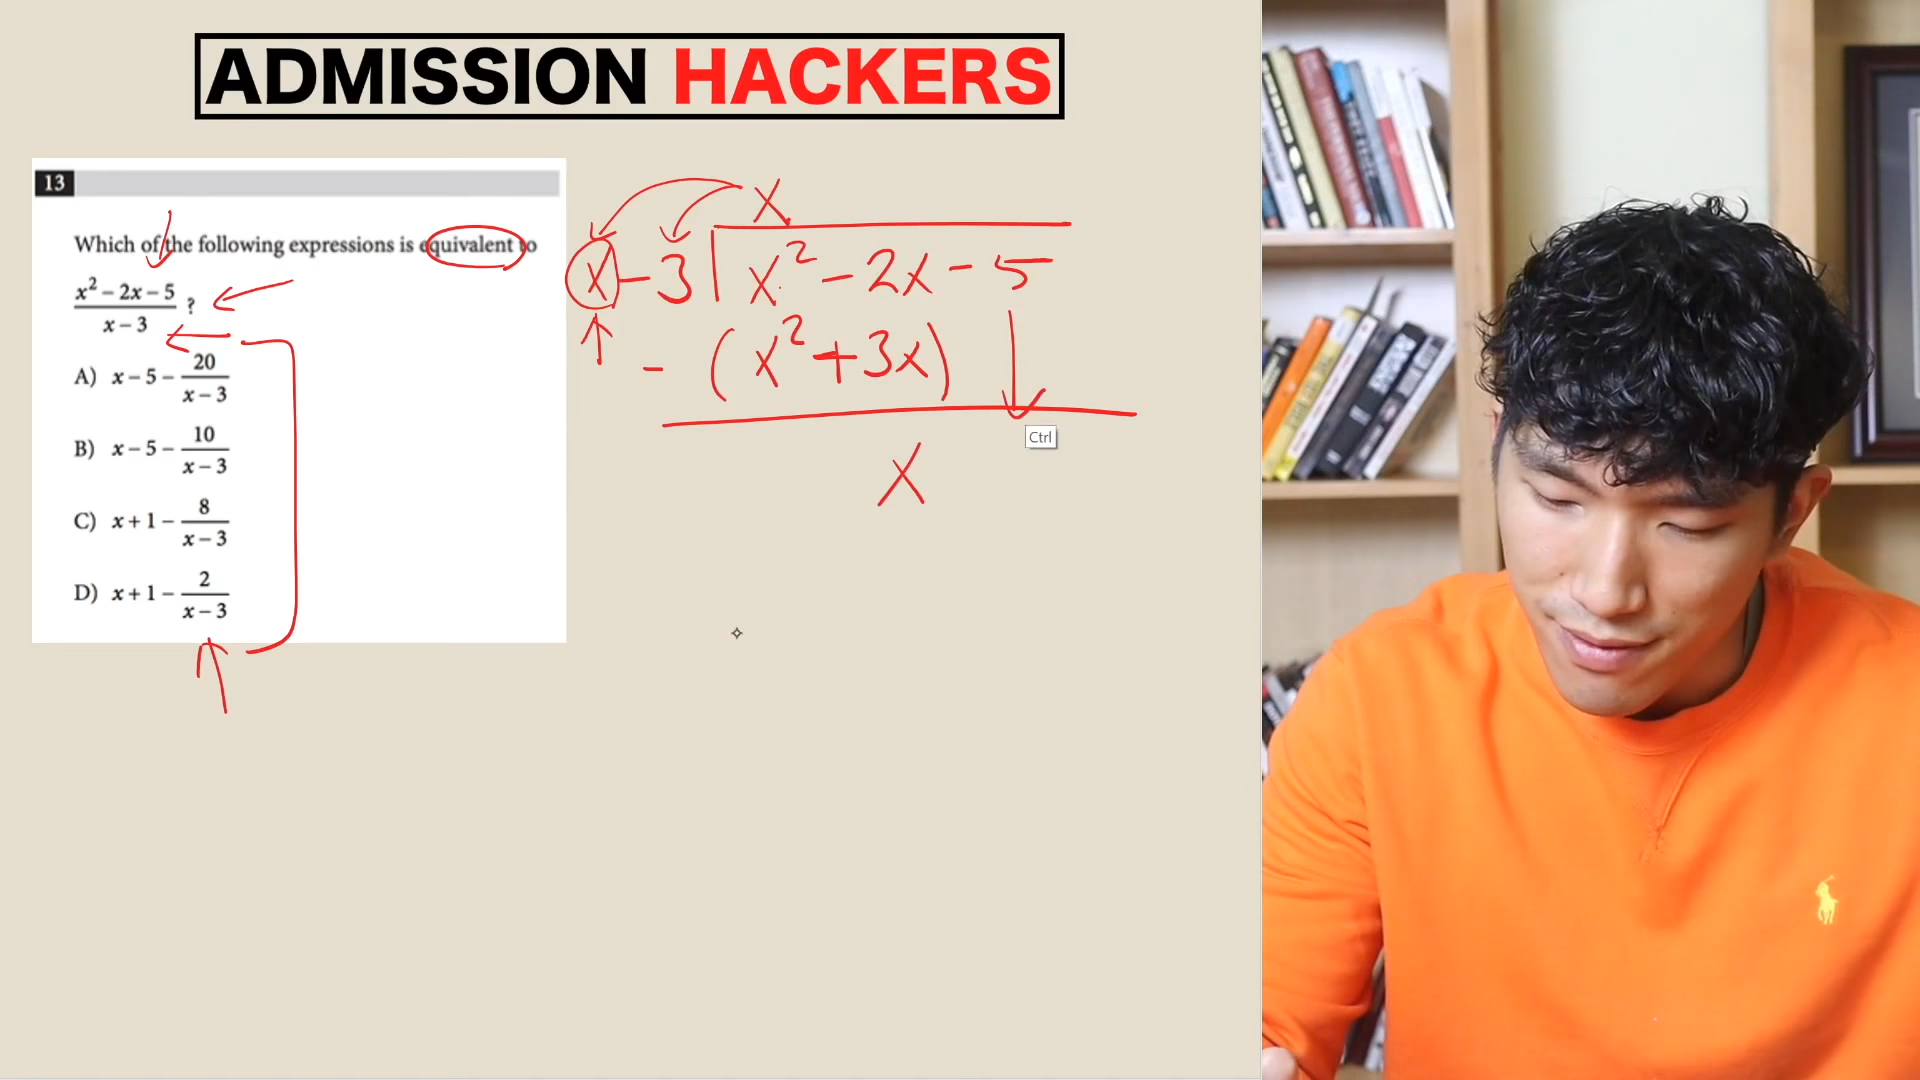 ADMISSION HACKERS
13
Which of the following expressions is equivalent to
x² – 2x – 5
x – 3
?
A) x – 5 – 20
x – 3
B) x – 5 – 10
x – 3
C) x + 1 – 8
x – 3
D) x + 1 – 2
x – 3
x
x – 3 x² – 2x – 5
– (x² + 3x)
Ctrl
x